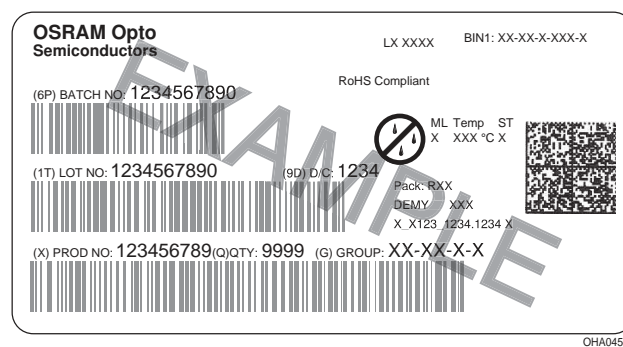 OSRAM Opto
Semiconductors
LX XXXX
BIN1: XX-XX-X-XXX-X
RoHS Compliant
(6P) BATCH NO: 1234567890
ML Temp ST
X XXX °C X
(1T) LOT NO: 1234567890 (9D) D/C: 1234
Pack: RXX
DEMY XXX
X_X123_1234.1234 X
(X) PROD NO: 123456789(Q)QTY: 9999 (G) GROUP: XX-XX-X-X
EXAMPLE
OHA045